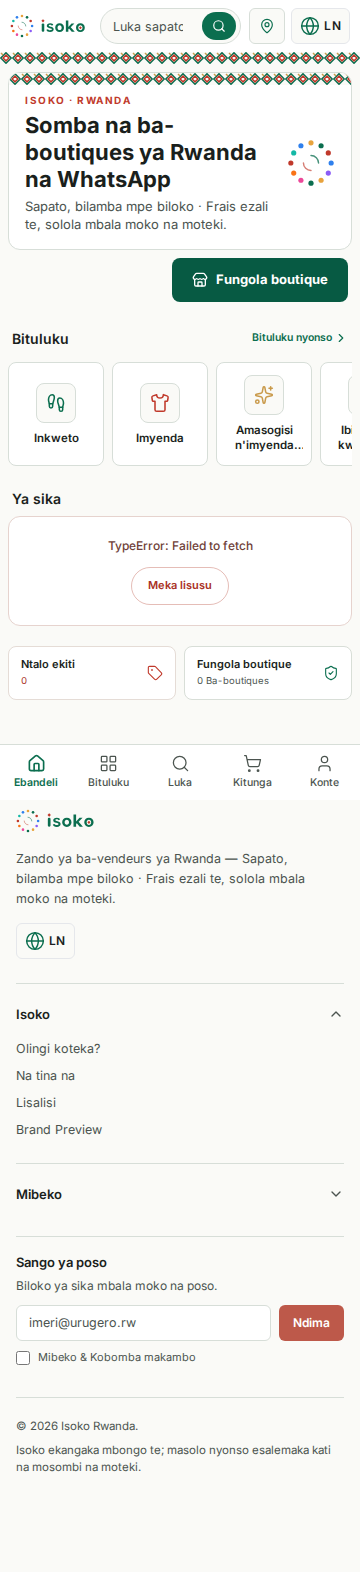 isoko
Luka sapatc
LN
ISOKO · RWANDA
Somba na ba-
boutiques ya Rwanda
na WhatsApp
Sapato, bilamba mpe biloko · Frais ezali
te, solola mbala moko na moteki.
Fungola boutique
Bituluku
Bituluku nyonso
Inkweto
Imyenda
Amasogisi
n'imyenda...
Ya sika
TypeError: Failed to fetch
Meka lisusu
Ntalo ekiti
0
Fungola boutique
0 Ba-boutiques
Ebandeli
Bituluku
Luka
Kitunga
Konte
isoko
Zando ya ba-vendeurs ya Rwanda — Sapato,
bilamba mpe biloko · Frais ezali te, solola mbala
moko na moteki.
LN
Isoko
Olingi koteka?
Na tina na
Lisalisi
Brand Preview
Mibeko
Sango ya poso
Biloko ya sika mbala moko na poso.
imeri@urugero.rw
Ndima
Mibeko & Kobomba makambo
© 2026 Isoko Rwanda.
Isoko ekangaka mbongo te; masolo nyonso esalemaka kati
na mosombi na moteki.